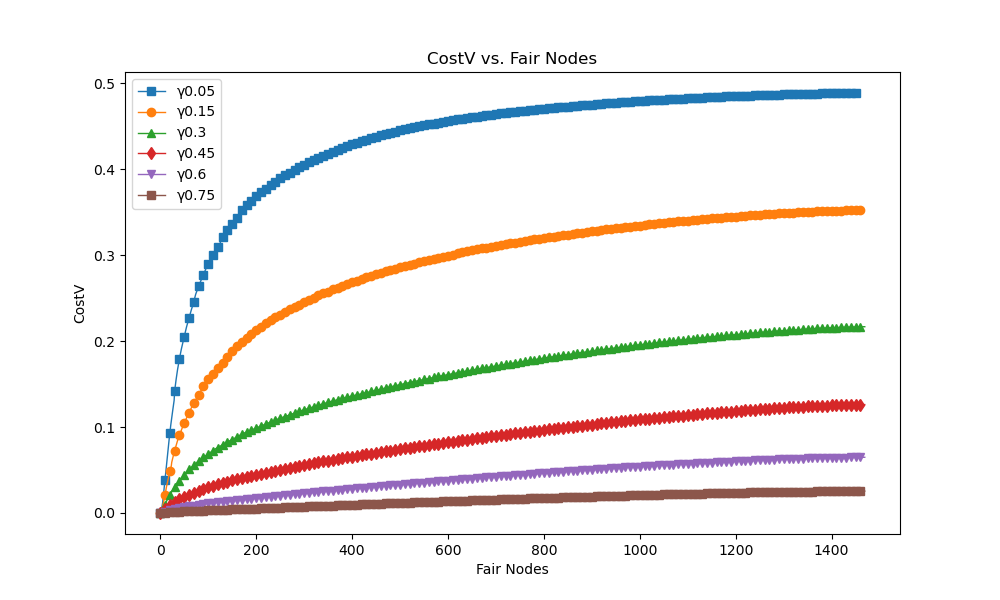 CostV vs. Fair Nodes
γ0.05
γ0.15
γ0.3
γ0.45
γ0.6
γ0.75
0.5
0.4
0.3
0.2
0.1
0.0
CostV
0 200 400 600 800 1000 1200 1400
Fair Nodes